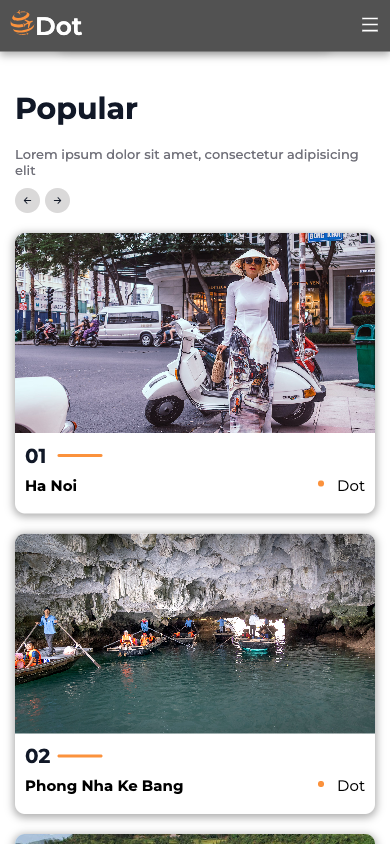 Dot
Popular
Lorem ipsum dolor sit amet, consectetur adipisicing
elit
01
Ha Noi
Dot
02
Phong Nha Ke Bang
Dot